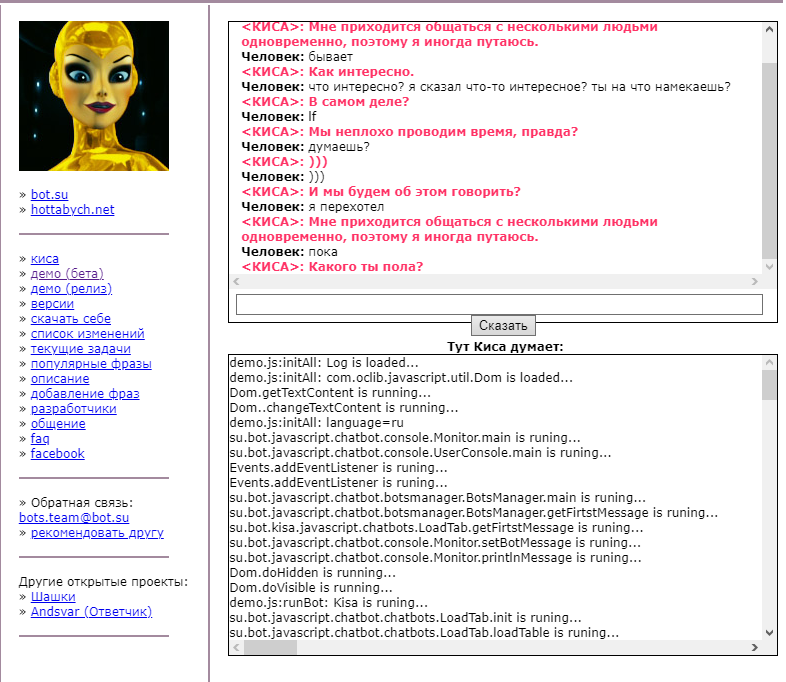 » bot.su
» hottabych.net
» киса
» демо (бета)
» демо (релиз)
» версии
» скачать себе
» список изменений
» текущие задачи
» популярные фразы
» описание
» добавление фраз
» разработчики
» общение
» faq
» facebook
» Обратная связь:
bots.team@bot.su
» рекомендовать другу
Другие открытые проекты:
» Шашки
» Andsvar (Ответчик)
<КИСА>: Мне приходится общаться с несколькими людьми
одновременно, поэтому я иногда путаюсь.
Человек: бывает
<КИСА>: Как интересно.
Человек: что интересно? я сказал что-то интересное? ты на что намекаешь?
<КИСА>: В самом деле?
Человек: lf
<КИСА>: Мы неплохо проводим время, правда?
Человек: думаешь?
<КИСА>: )))
Человек: )))
<КИСА>: И мы будем об этом говорить?
Человек: я перехотел
<КИСА>: Мне приходится общаться с несколькими людьми
одновременно, поэтому я иногда путаюсь.
Человек: пока
<КИСА>: Какого ты пола?
Сказать
Тут Киса думает:
demo.js:initAll: Log is loaded...
demo.js:initAll: com.oclib.javascript.util.Dom is loaded...
Dom.getTextContent is running...
Dom..changeTextContent is running...
demo.js:initAll: language=ru
su.bot.javascript.chatbot.console.Monitor.main is runing...
su.bot.javascript.chatbot.console.UserConsole.main is runing...
Events.addEventListener is runing...
Events.addEventListener is runing...
su.bot.javascript.chatbot.botsmanager.BotsManager.main is runing...
su.bot.javascript.chatbot.botsmanager.BotsManager.getFirtstMessage is runing...
su.bot.kisa.javascript.chatbots.LoadTab.getFirtstMessage is runing...
su.bot.javascript.chatbot.console.Monitor.setBotMessage is runing...
su.bot.javascript.chatbot.console.Monitor.printlnMessage is runing...
Dom.doHidden is running...
Dom.doVisible is running...
demo.js:runBot: Kisa is runing...
su.bot.javascript.chatbot.chatbots.LoadTab.init is runing...
su.bot.javascript.chatbot.chatbots.LoadTab.loadTable is runing...